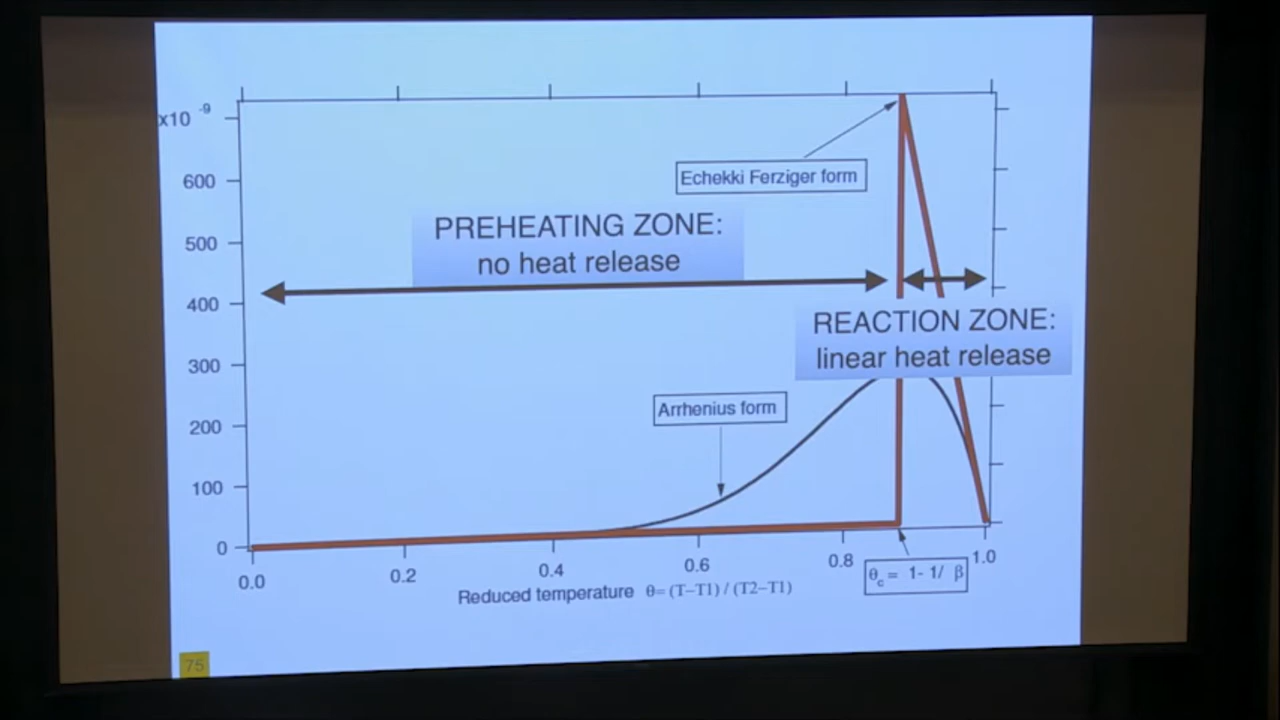 x10 -9
600
500
400
300
200
100
0
0.0
0.2
0.4
0.6
0.8
1.0
Echekki Ferziger form
PREHEATING ZONE:
no heat release
REACTION ZONE:
linear heat release
Arrhenius form
θc = 1- 1/ β
Reduced temperature θ= (T−T1) / (T2−T1)
75